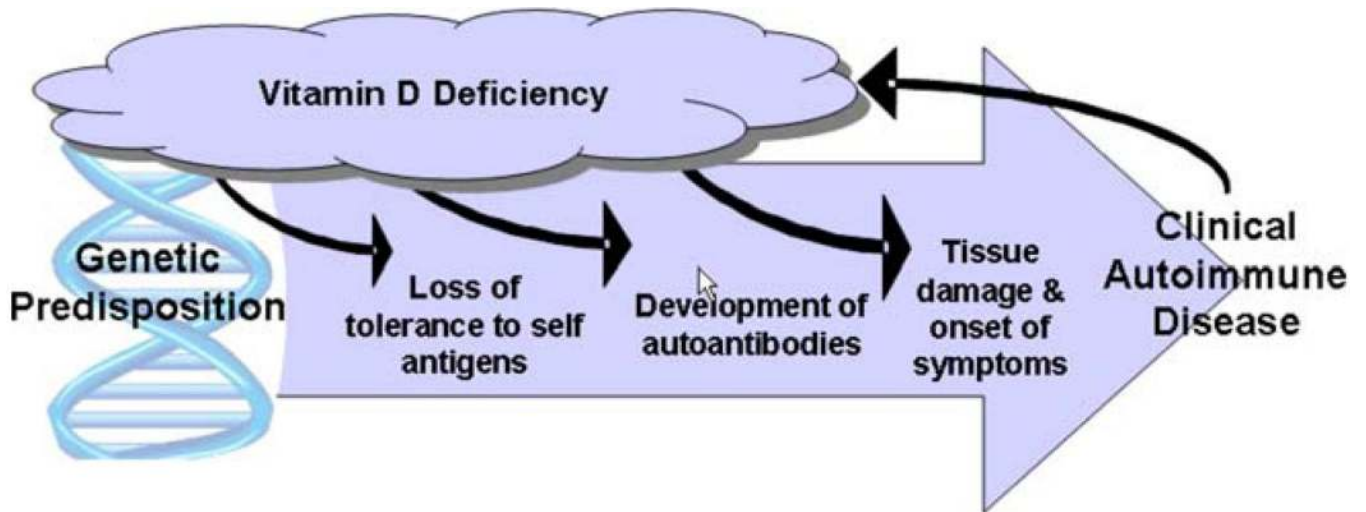 Vitamin D Deficiency
Genetic
Predisposition
Loss of
tolerance to self
antigens
Development of
autoantibodies
Tissue
damage &
onset of
symptoms
Clinical
Autoimmune
Disease